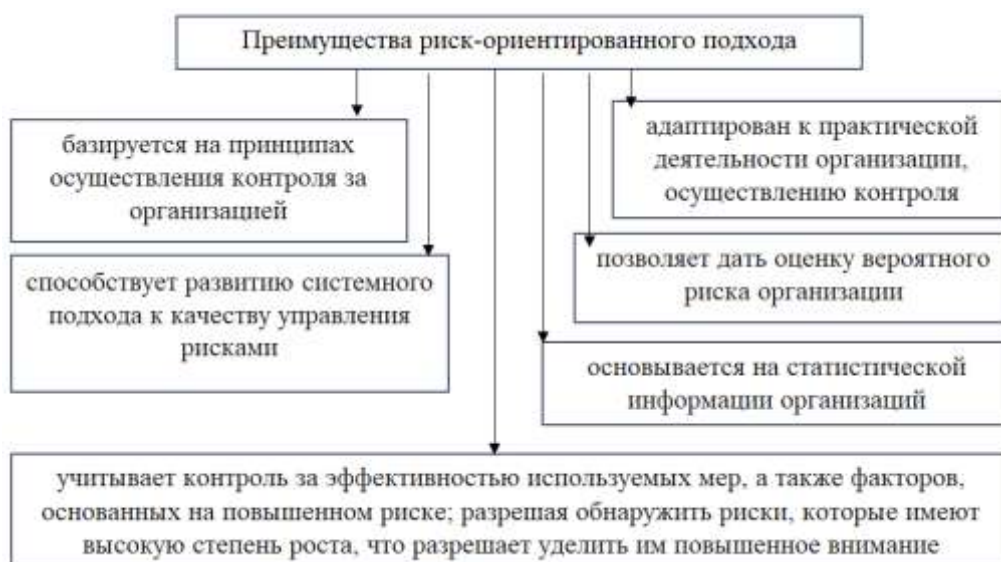 Преимущества риск-ориентированного подхода
базируется на принципах
осуществления контроля за
организацией
способствует развитию системного
подхода к качеству управления
рисками
адаптирован к практической
деятельности организации,
осуществлению контроля
позволяет дать оценку вероятного
риска организации
основывается на статистической
информации организаций
учитывает контроль за эффективностью используемых мер, а также факторов,
основанных на повышенном риске; разрешая обнаружить риски, которые имеют
высокую степень роста, что разрешает уделить им повышенное внимание